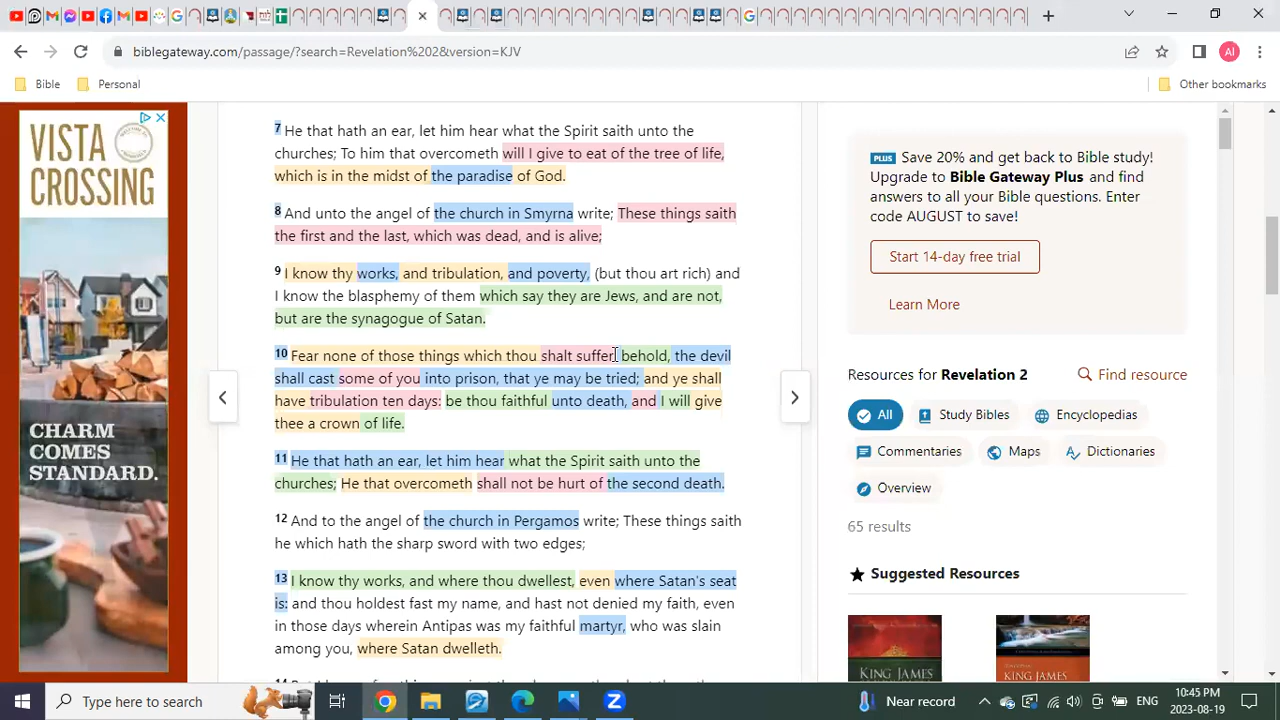 biblegateway.com/passage/?search=Revelation%202&version=KJV
AI
Bible
Personal
Other bookmarks
VISTA
CROSSING
CHARM
COMES
STANDARD.
7 He that hath an ear, let him hear what the Spirit saith unto the
churches; To him that overcometh will I give to eat of the tree of life,
which is in the midst of the paradise of God.
8 And unto the angel of the church in Smyrna write; These things saith
the first and the last, which was dead, and is alive;
9 I know thy works, and tribulation, and poverty, (but thou art rich) and
I know the blasphemy of them which say they are Jews, and are not,
but are the synagogue of Satan.
10 Fear none of those things which thou shalt suffer: behold, the devil
shall cast some of you into prison, that ye may be tried; and ye shall
have tribulation ten days: be thou faithful unto death, and I will give
thee a crown of life.
11 He that hath an ear, let him hear what the Spirit saith unto the
churches; He that overcometh shall not be hurt of the second death.
12 And to the angel of the church in Pergamos write; These things saith
he which hath the sharp sword with two edges;
13 I know thy works, and where thou dwellest, even where Satan's seat
is: and thou holdest fast my name, and hast not denied my faith, even
in those days wherein Antipas was my faithful martyr, who was slain
among you, where Satan dwelleth.
PLUS Save 20% and get back to Bible study!
Upgrade to Bible Gateway Plus and find
answers to all your Bible questions. Enter
code AUGUST to save!
Start 14-day free trial
Learn More
Resources for Revelation 2
Find resource
All
Study Bibles
Encyclopedias
Commentaries
Maps
Dictionaries
Overview
65 results
Suggested Resources
KING JAMES
KING JAMES
Type here to search
Near record
ENG
10:45 PM
2023-08-19